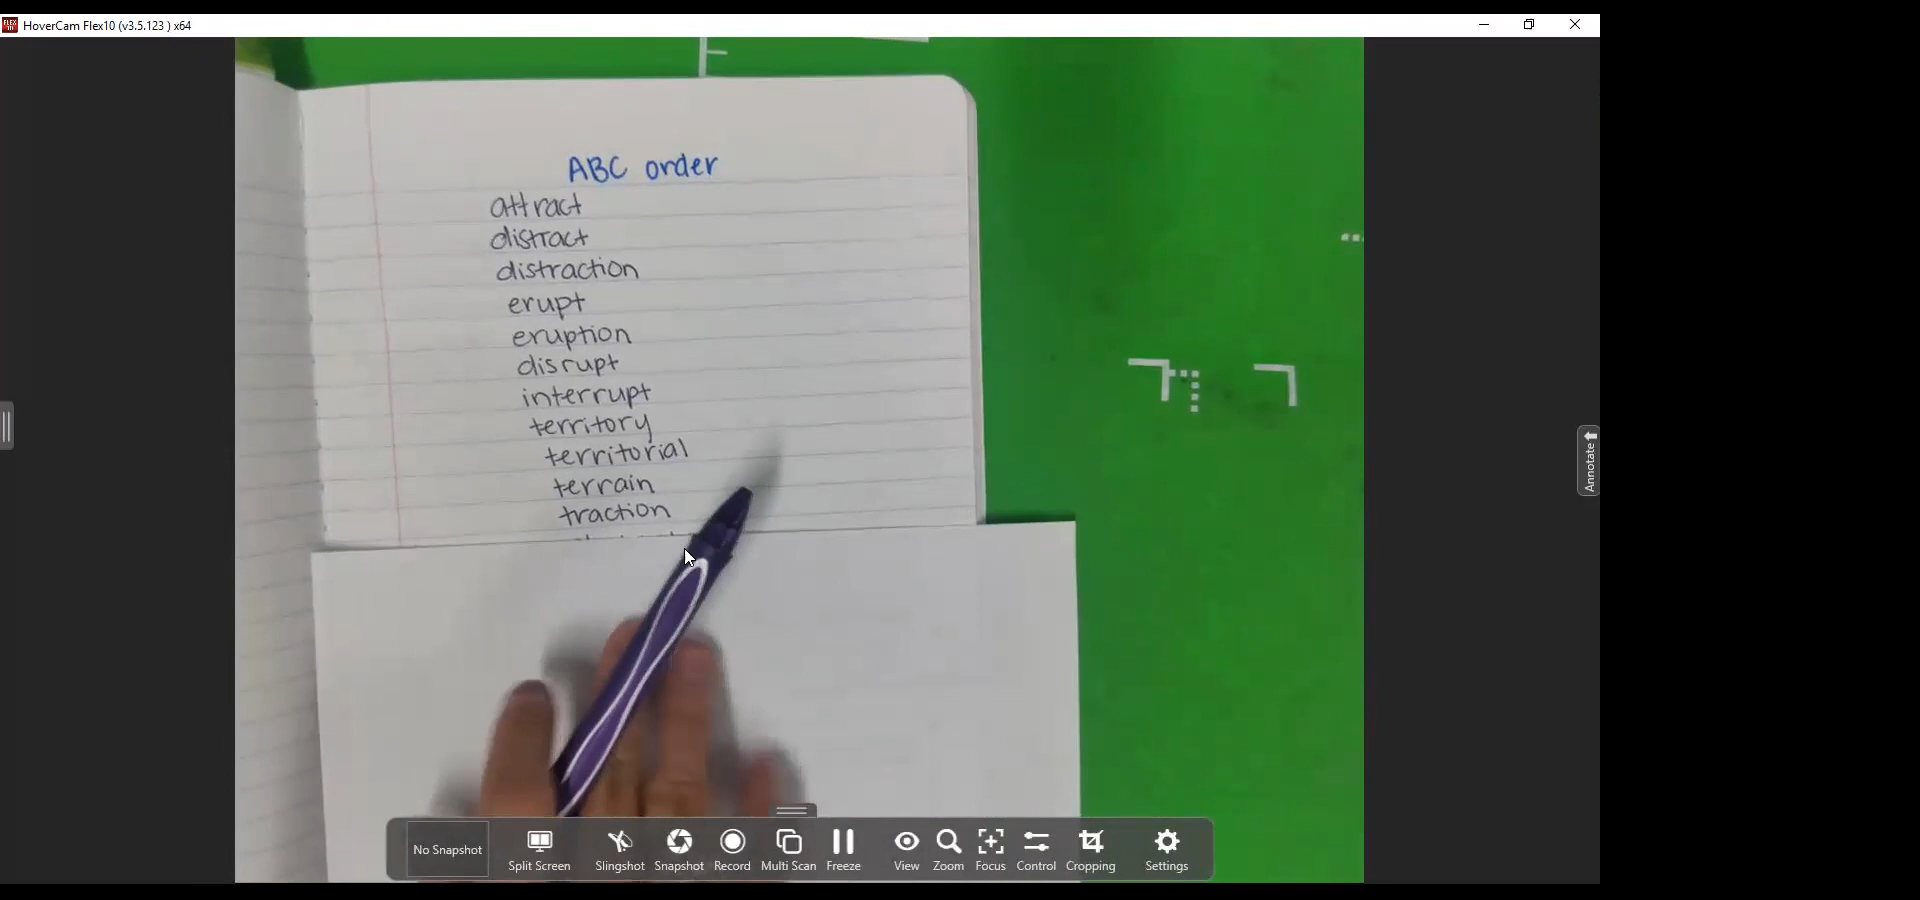 HoverCam Flex10 (v3.5.123 ) x64
ABC order
attract
distract
distraction
erupt
eruption
disrupt
interrupt
territory
territorial
terrain
traction
Annotate
No Snapshot
Split Screen
Slingshot
Snapshot
Record
Multi Scan
Freeze
View
Zoom
Focus
Control
Cropping
Settings